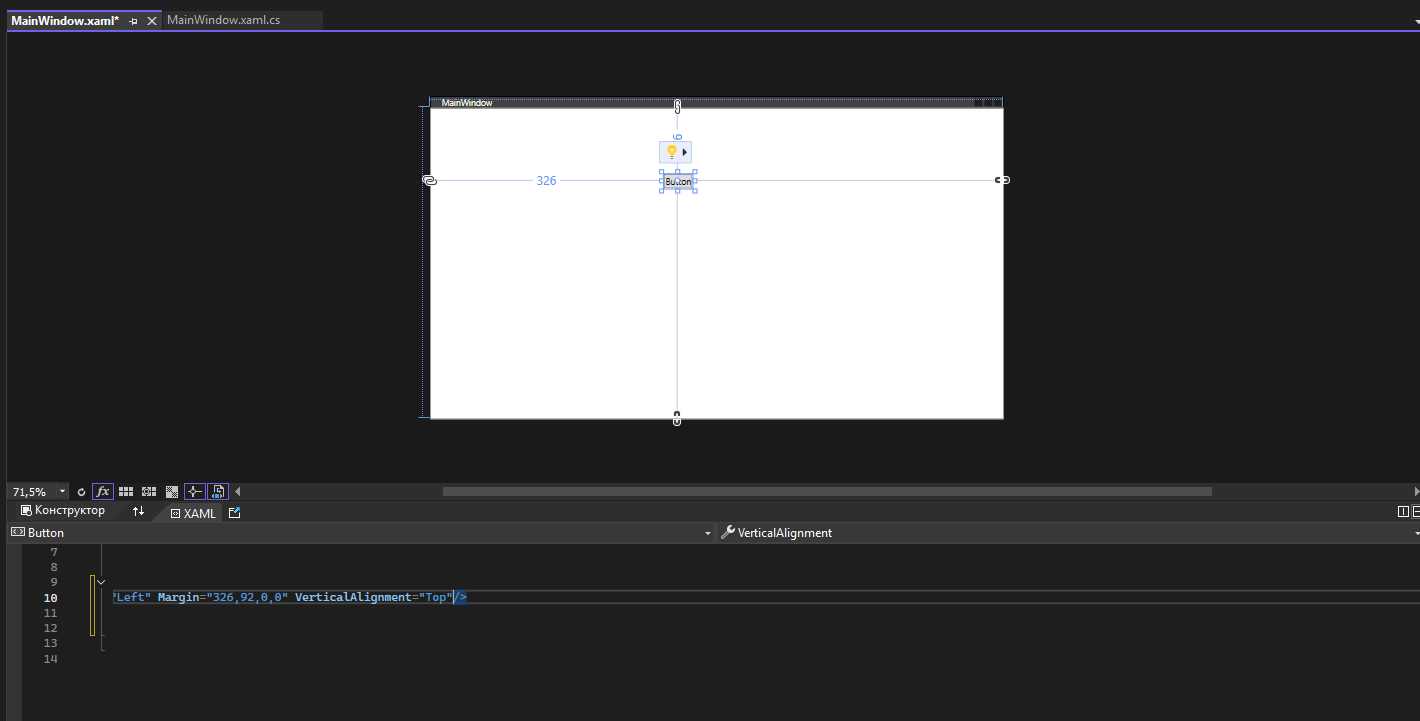 MainWindow.xaml* MainWindow.xaml.cs
MainWindow
326
Button
71,5% fx
Конструктор XAML
Button VerticalAlignment
7
8
9
10 "Left" Margin="326,92,0,0" VerticalAlignment="Top"/>
11
12
13
14